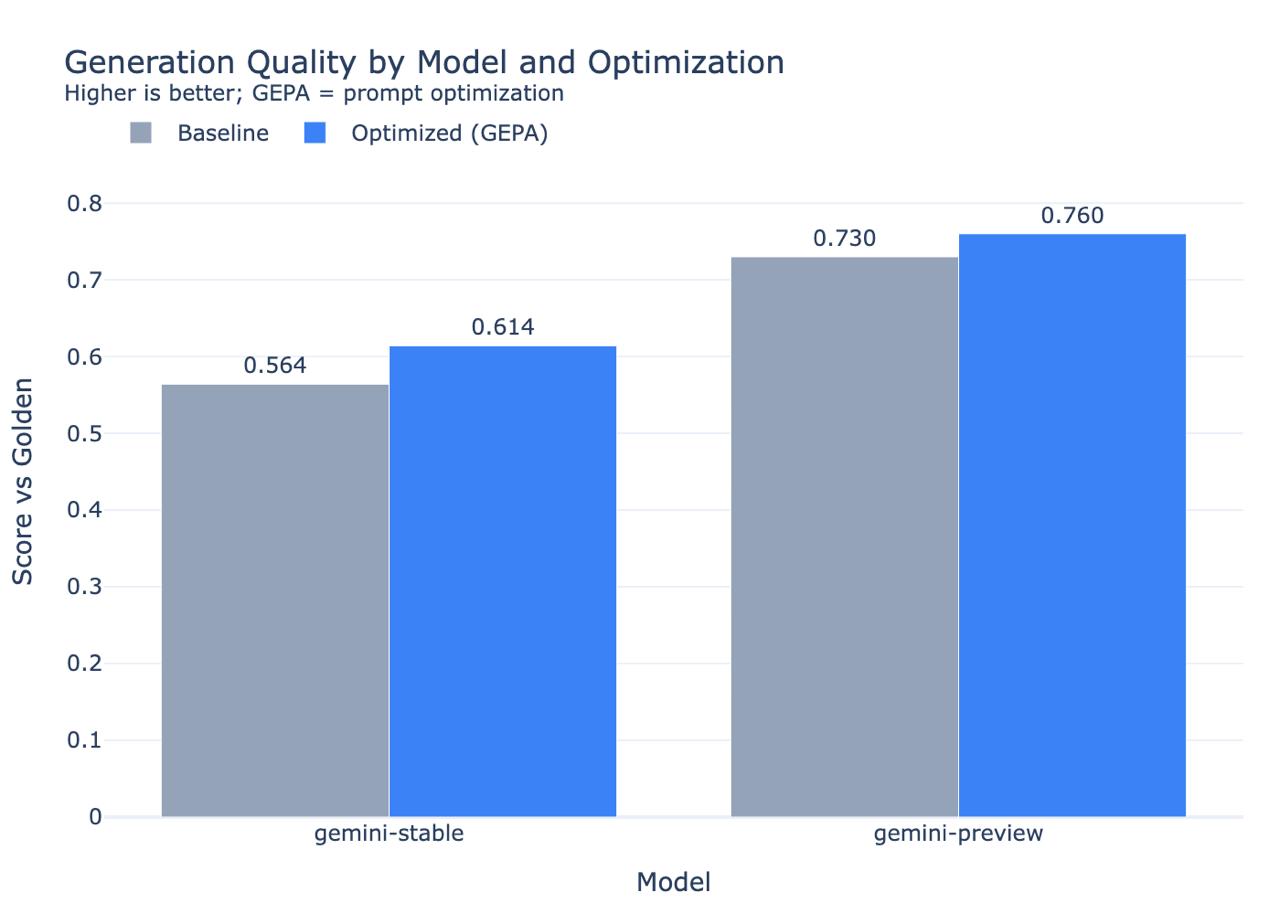 Generation Quality by Model and Optimization
Higher is better; GEPA = prompt optimization
Baseline Optimized (GEPA)
0.8
0.7
0.6
0.5
0.4
0.3
0.2
0.1
0
Score vs Golden
0.564
0.614
0.730
0.760
gemini-stable gemini-preview
Model